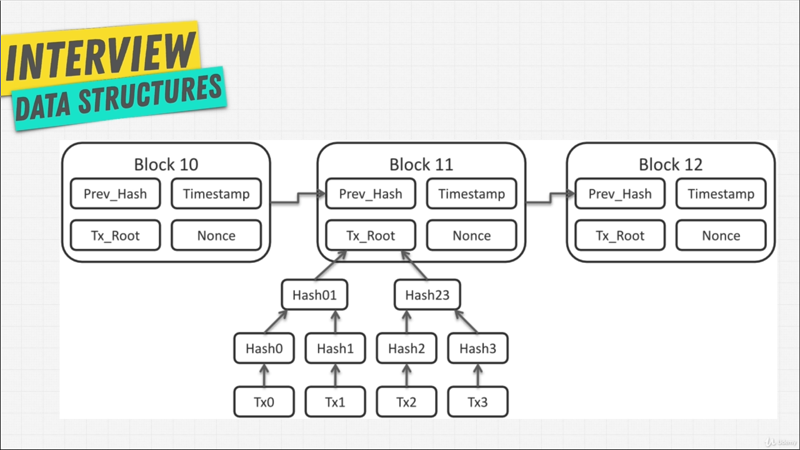 INTERVIEW
DATA STRUCTURES
Block 10
Block 11
Block 12
Prev_Hash
Timestamp
Prev_Hash
Timestamp
Prev_Hash
Timestamp
Tx_Root
Nonce
Tx_Root
Nonce
Tx_Root
Nonce
Hash01
Hash23
Hash0
Hash1
Hash2
Hash3
Tx0
Tx1
Tx2
Tx3
Udemy